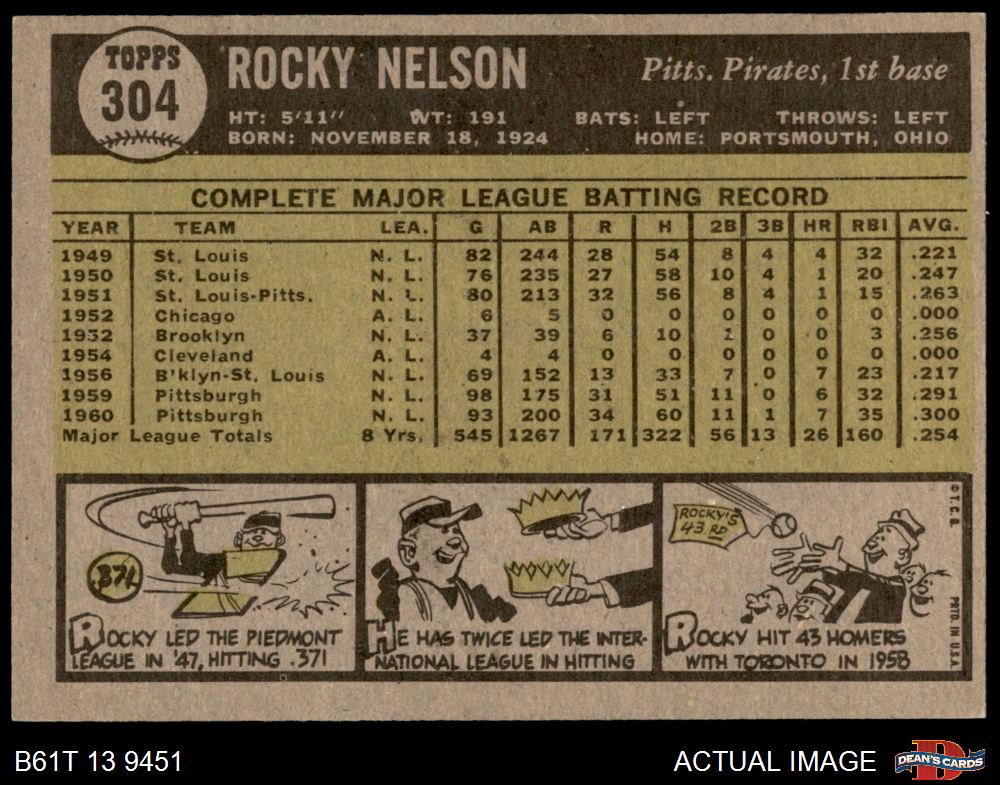 TOPPS
304
ROCKY NELSON
Pitts. Pirates, 1st base
HT: 5'11" WT: 191 BATS: LEFT THROWS: LEFT
BORN: NOVEMBER 18, 1924 HOME: PORTSMOUTH, OHIO
COMPLETE MAJOR LEAGUE BATTING RECORD
YEAR TEAM LEA. G AB R H 2B 3B HR RBI AVG.
1949 St. Louis N. L. 82 244 28 54 8 4 4 32 .221
1950 St. Louis N. L. 76 235 27 58 10 4 1 20 .247
1951 St. Louis-Pitts. N. L. 80 213 32 56 8 4 1 15 .263
1952 Chicago A. L. 6 5 0 0 0 0 0 0 .000
1952 Brooklyn N. L. 37 39 6 10 1 0 0 3 .256
1954 Cleveland A. L. 4 4 0 0 0 0 0 0 .000
1956 B'klyn-St. Louis N. L. 69 152 13 33 7 0 7 23 .217
1959 Pittsburgh N. L. 98 175 31 51 11 0 6 32 .291
1960 Pittsburgh N. L. 93 200 34 60 11 1 7 35 .300
Major League Totals 8 Yrs. 545 1267 171 322 56 13 26 160 .254
.371
ROCKY LED THE PIEDMONT
LEAGUE IN '47, HITTING .371
HE HAS TWICE LED THE INTER-
NATIONAL LEAGUE IN HITTING
ROCKY'S
43RD
ROCKY HIT 43 HOMERS
WITH TORONTO IN 1958
© T. C. G.
PRTD. IN U.S.A.
B61T 13 9451
ACTUAL IMAGE
DEAN'S CARDS